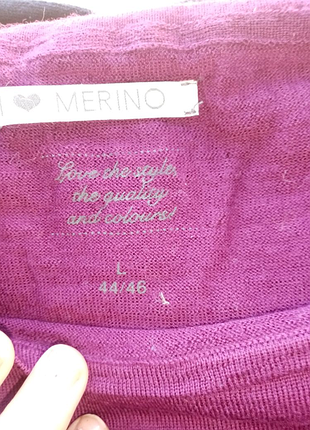 I ♥ MERINO
Love the style,
the quality
and colours!
L
44/46